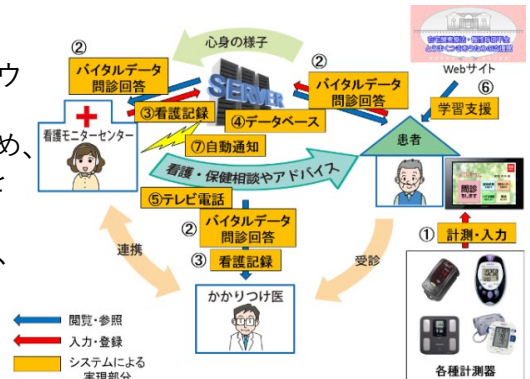 心身の様子
②
バイタルデータ
問診回答
SERVER
②
バイタルデータ
問診回答
Webサイト
⑥
学習支援
ウ
め、
を
、
看護モニターセンター
③看護記録
④データベース
⑦自動通知
患者
看護・保健相談やアドバイス
⑤テレビ電話
②
バイタルデータ
問診回答
③
看護記録
①
計測・入力
連携
受診
かかりつけ医
閲覧・参照
入力・登録
システムによる
実現部分
各種計測器
問診